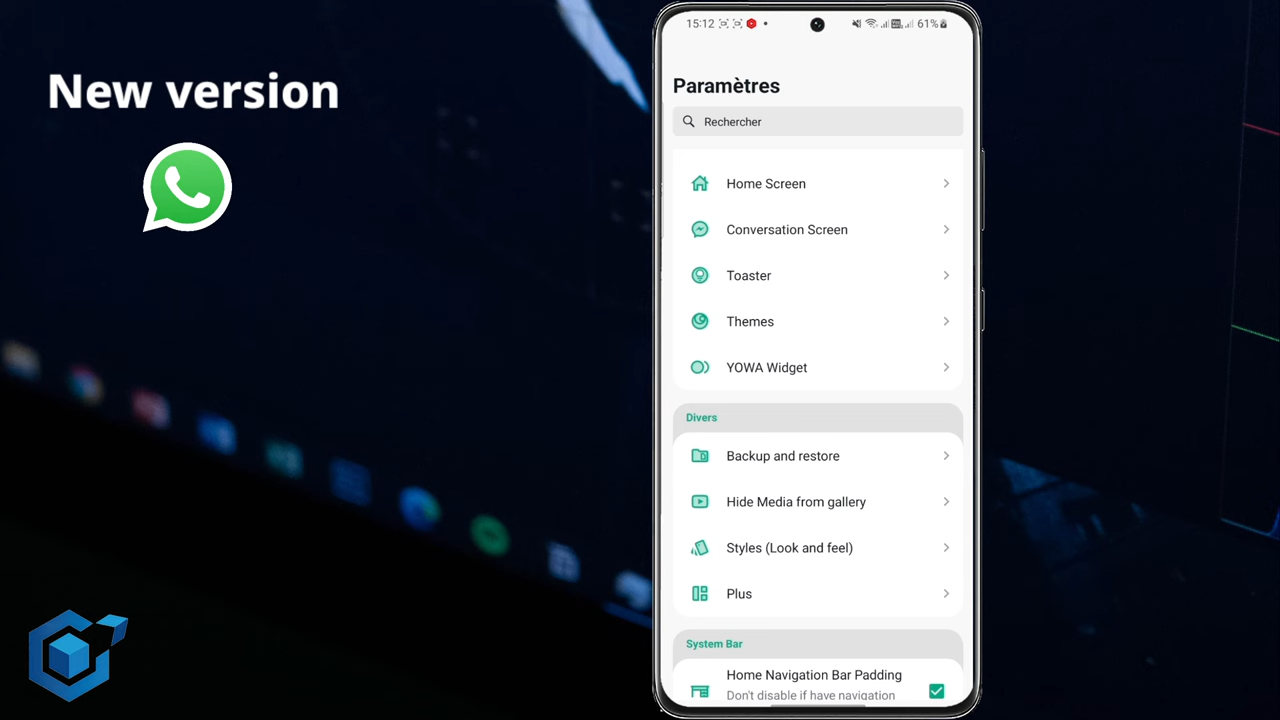 New version
15:12
61%
Paramètres
Rechercher
Home Screen
Conversation Screen
Toaster
Themes
YOWA Widget
Divers
Backup and restore
Hide Media from gallery
Styles (Look and feel)
Plus
System Bar
Home Navigation Bar Padding
Don't disable if have navigation